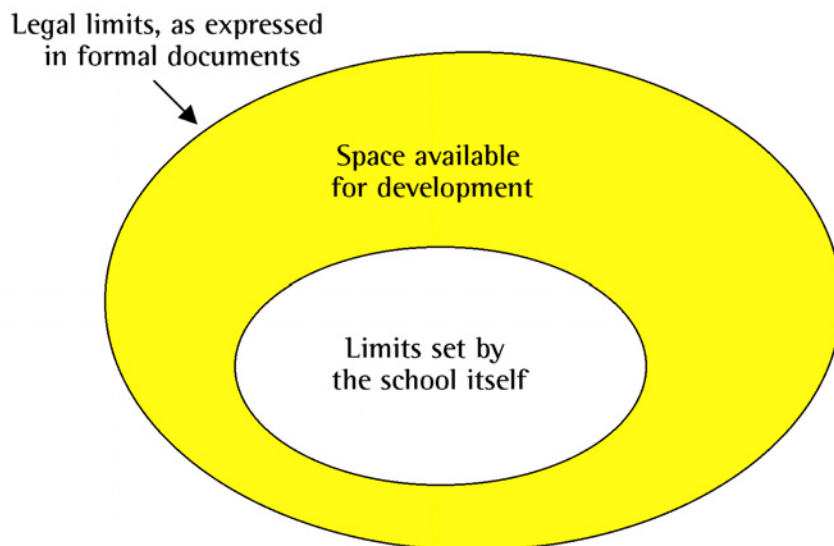 Legal limits, as expressed
in formal documents
Space available
for development
Limits set by
the school itself